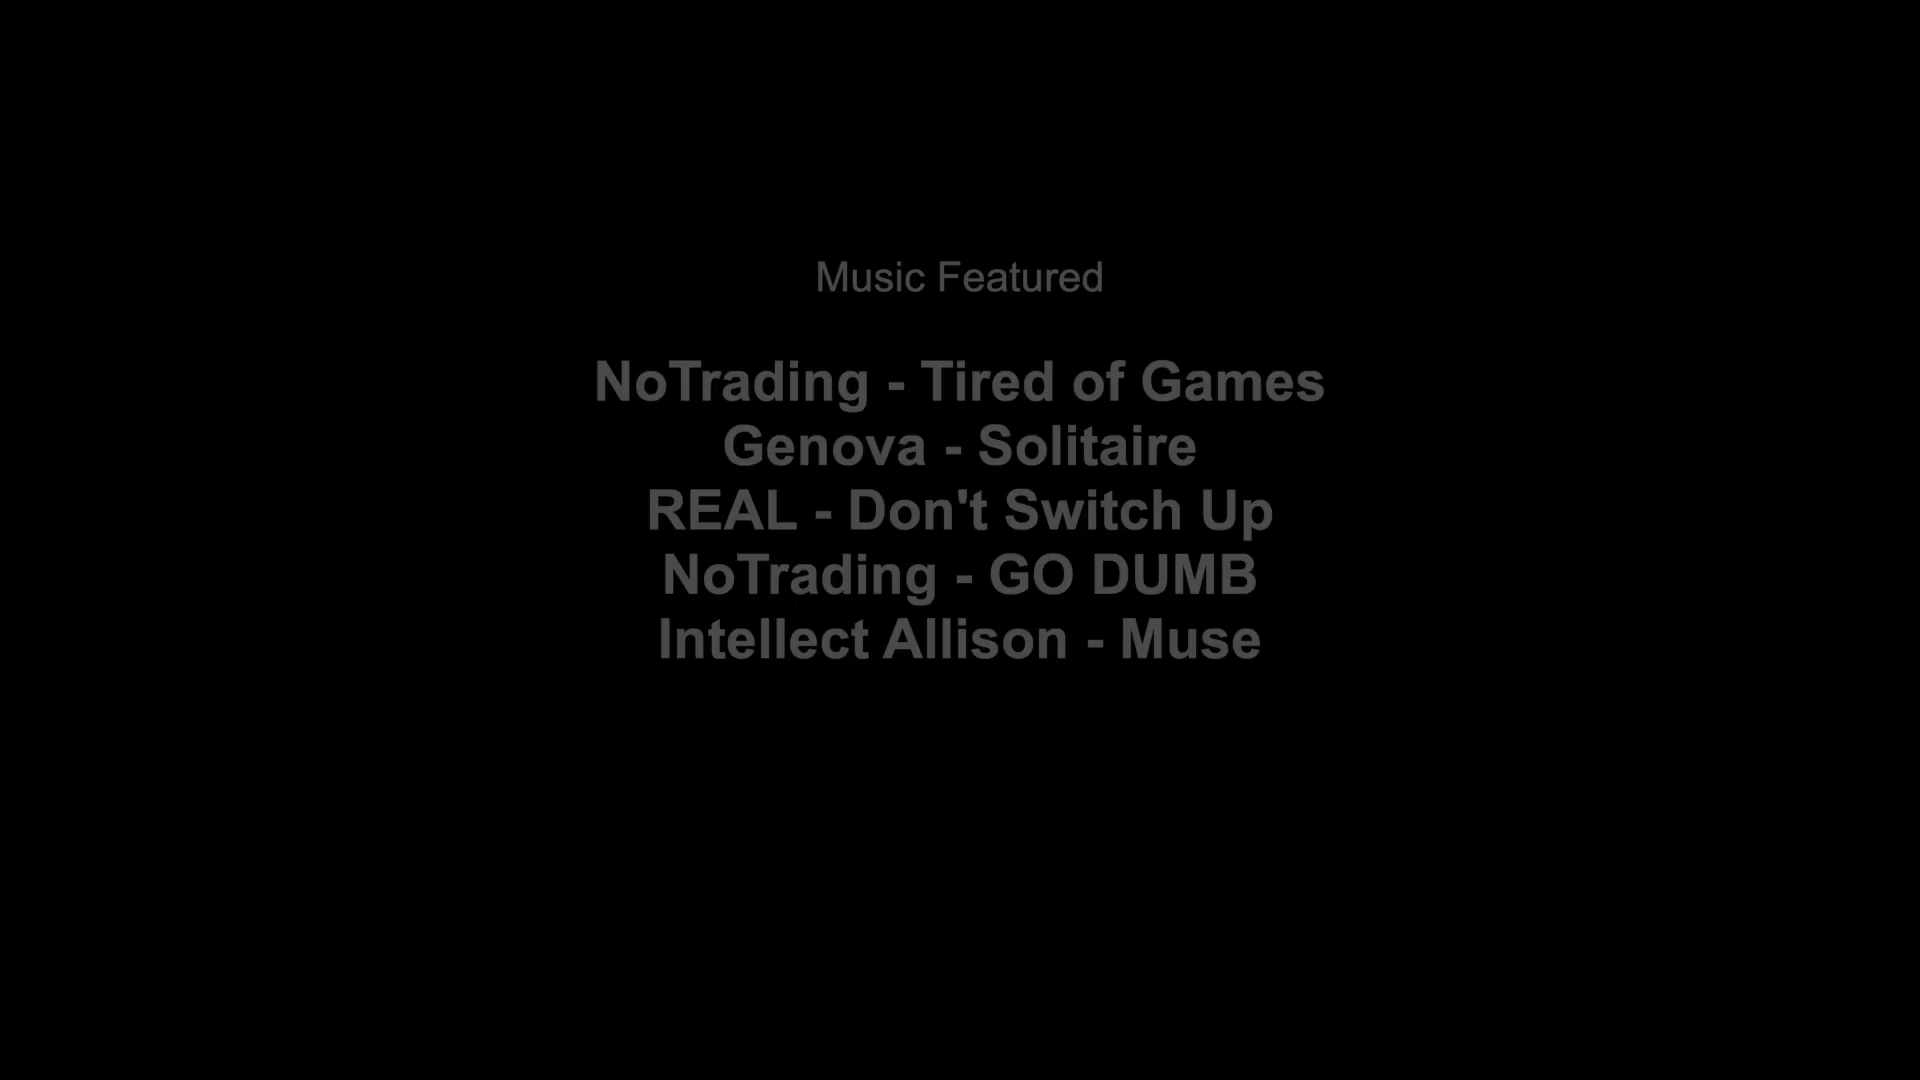 Music Featured
NoTrading - Tired of Games
Genova - Solitaire
REAL - Don't Switch Up
NoTrading - GO DUMB
Intellect Allison - Muse